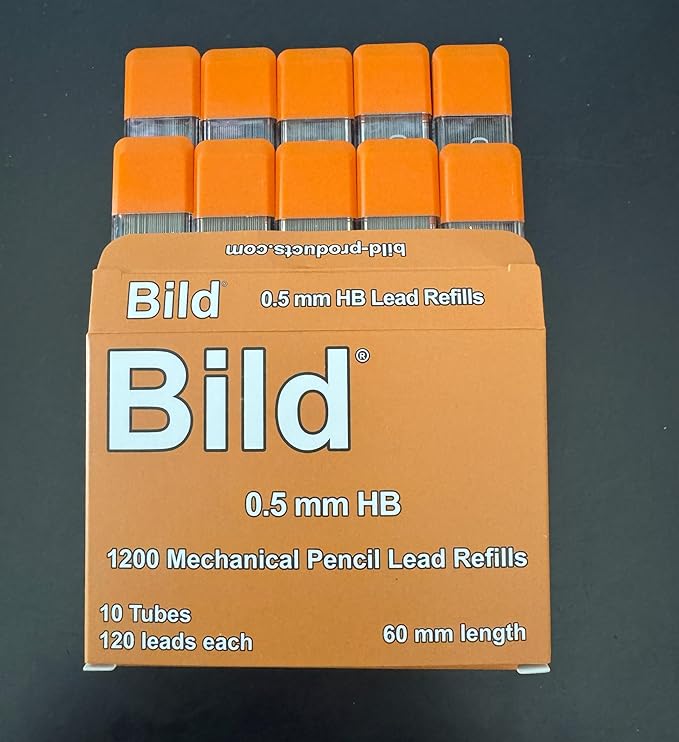 bild-products.com
Bild®
0.5 mm HB Lead Refills
Bild®
0.5 mm HB
1200 Mechanical Pencil Lead Refills
10 Tubes
120 leads each
60 mm length